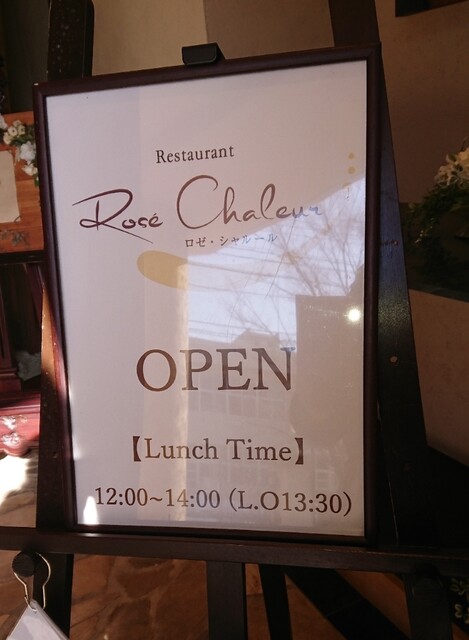 Restaurant
Rosé Chaleur
ロゼ・シャルール
OPEN
【Lunch Time】
12:00~14:00 (L.O13:30)